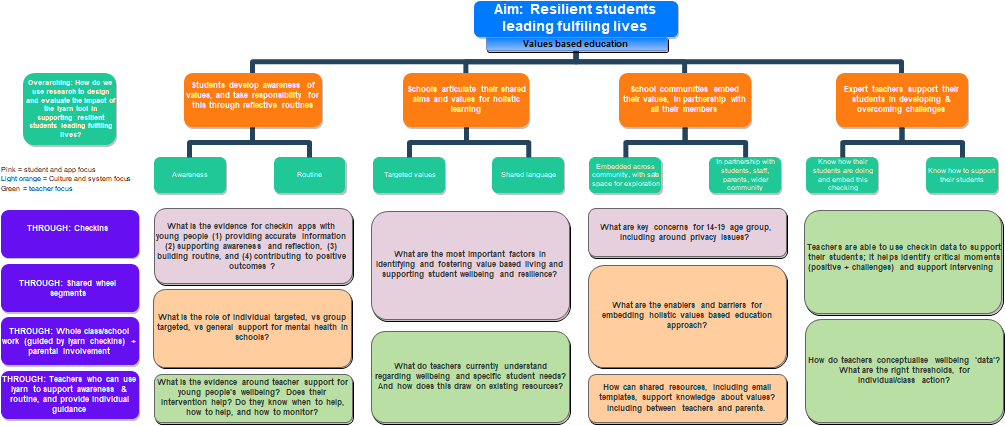 Aim:  Resilient students
leading fulfiling lives
Values based education
Overarching: How do we
use research to design
and evaluate the impact of
the Iyarn tool in
supporting resilient
students leading fulfiling
lives?
Students develop awareness of
values, and take responsibility for
this through reflective routines
Schools articulate their shared
aims and values for holistic
learning
School communities embed
their values, in partnership with
all their members
Expert teachers support their
students in developing &
overcoming challenges
Pink = student and app focus
Light orange = Culture and system focus
Green = teacher focus
Awareness
Routine
Targeted values
Shared language
Embedded across
community, with safe
space for exploration
In partnership with
students, staff,
parents, wider
community
Know how their
students are doing
and embed this
checking
Know how to support
their students
THROUGH: Checkins
THROUGH: Shared wheel
segments
THROUGH: Whole class/school
work (guided by Iyarn checkins) +
parental involvement
THROUGH: Teachers who can use
Iyarn to support awareness  &
routine, and provide individual
guidance
What is the evidence for checkin apps with
young people (1) providing accurate information
(2) supporting awareness and reflection, (3)
building routine, and (4) contributing to positive
outcomes ?
What is the role of individual targeted, vs group
targeted, vs general support for mental health in
schools?
What is the evidence around teacher support for
young people's wellbeing?  Does their
intervention help? Do they know when to help,
how to help, and how to monitor?
What are the most important factors in
identifying and fostering value based living and
supporting student wellbeing and resilience?
What do teachers currently understand
regarding wellbeing and specific student needs?
And how does this draw on existing resources?
What are key concerns for 14-19 age group,
including around privacy issues?
What are the enablers and barriers for
embedding holistic values based education
approach?
How can shared resources, including email
templates, support knowledge about values?
Including between teachers and parents.
Teachers are able to use checkin data to support
their students; it helps identify critical moments
(positive + challenges)  and support intervening
How do teachers conceptualise wellbeing 'data'?
What are the right thresholds, for
individual/class action?